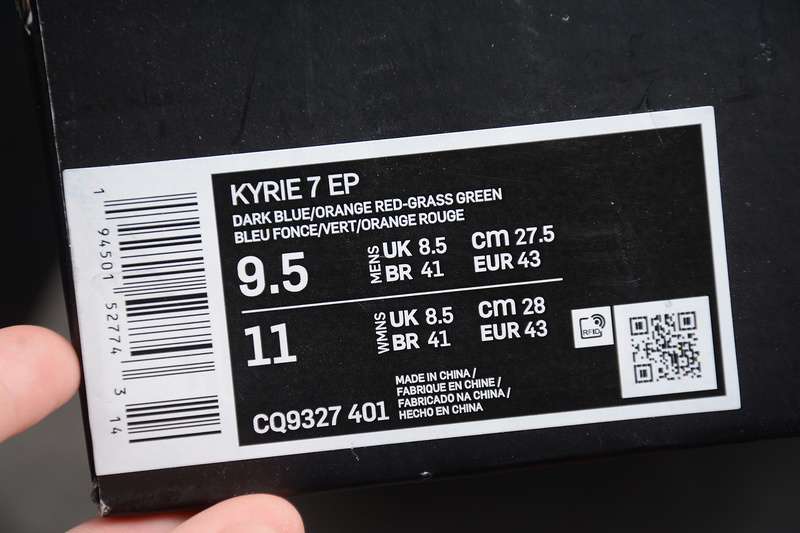 KYRIE 7 EP
DARK BLUE/ORANGE RED-GRASS GREEN
BLEU FONCE/VERT/ORANGE ROUGE
9.5 MENS UK 8.5 cm 27.5
BR 41 EUR 43
11 WMNS UK 8.5 cm 28
BR 41 EUR 43
MADE IN CHINA /
FABRIQUE EN CHINE /
FABRICADO NA CHINA /
HECHO EN CHINA
CQ9327 401
RFID
1 94501 52774 3 14